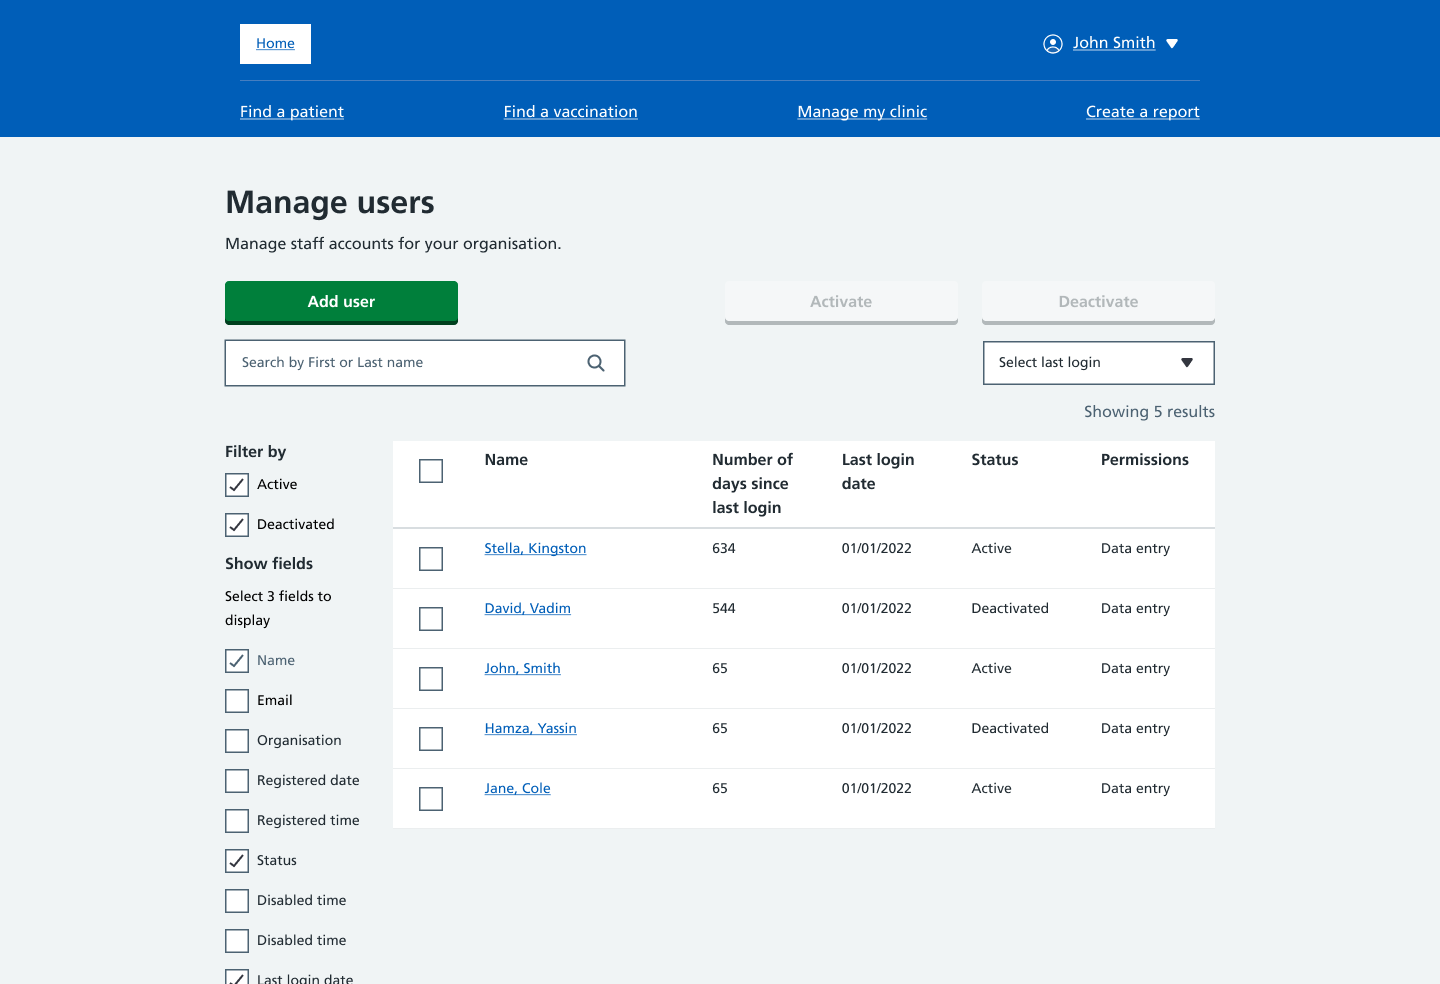 Home
John Smith
Find a patient
Find a vaccination
Manage my clinic
Create a report
Manage users
Manage staff accounts for your organisation.
Add user
Activate
Deactivate
Search by First or Last name
Select last login
Showing 5 results
Filter by
Active
Deactivated
Show fields
Select 3 fields to
display
Name
Email
Organisation
Registered date
Registered time
Status
Disabled time
Disabled time
Last login date
Name
Number of
days since
last login
Last login
date
Status
Permissions
Stella, Kingston 634 01/01/2022 Active Data entry
David, Vadim 544 01/01/2022 Deactivated Data entry
John, Smith 65 01/01/2022 Active Data entry
Hamza, Yassin 65 01/01/2022 Deactivated Data entry
Jane, Cole 65 01/01/2022 Active Data entry